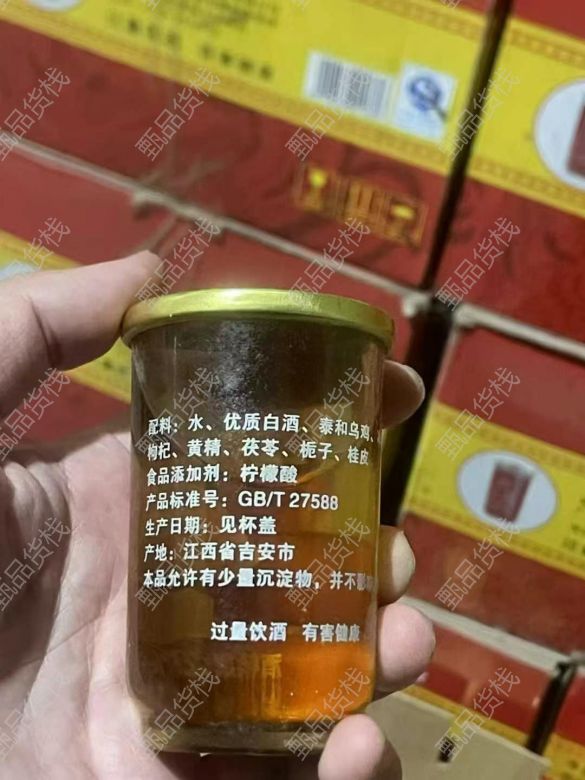 配料：水、优质白酒、泰和乌鸡、
枸杞、黄精、茯苓、栀子、桂皮
食品添加剂：柠檬酸
产品标准号：GB/T 27588
生产日期：见杯盖
产地：江西省吉安市
本品允许有少量沉淀物，并不影
过量饮酒 有害健康
甄品货栈